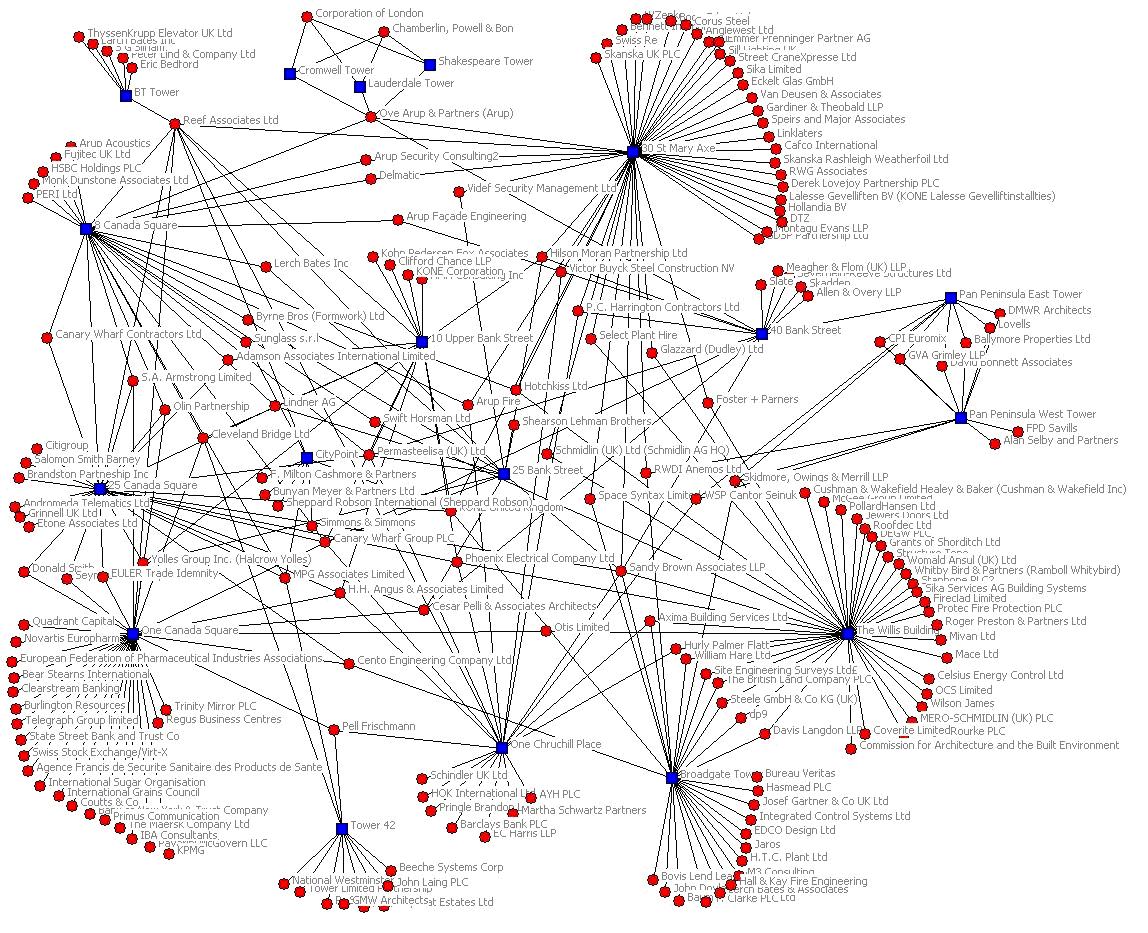 Corporation of London
ThyssenKrupp Elevator UK Ltd
Larch Bates Inc
Peter Lind & Company Ltd
Eric Bedford
BT Tower
Chamberlin, Powell & Bon
Shakespeare Tower
Cromwell Tower
Lauderdale Tower
Reef Associates Ltd
Ove Arup & Partners (Arup)
Corus Steel
Anglewest Ltd
Emmer Pfenninger Partner AG
Swiss Re
Skanska UK PLC
Street CraneXpresse Ltd
Sika Limited
Eckelt Glas GmbH
Van Deusen & Associates
Gardiner & Theobald LLP
Speirs and Major Associates
Linklaters
Cafco International
Skanska Rashleigh Weatherfoil Ltd
RWG Associates
Derek Lovejoy Partnership PLC
Lalesse Gevelliften BV (KONE Lalesse Gevelliftinstallties)
Hollandia BV
DTZ
Montagu Evans LLP
30 St Mary Axe
Arup Acoustics
Fujitec UK Ltd
HSBC Holdings PLC
Monk Dunstone Associates Ltd
PERI Ltd
8 Canada Square
Arup Security Consulting2
Delmatic
Videf Security Management Ltd
Arup Façade Engineering
Kohn Pedersen Fox Associates
Clifford Chance LLP
KONE Corporation
Hilson Moran Partnership Ltd
Victor Buyck Steel Construction NV
Lerch Bates Inc
Meagher & Flom (UK) LLP
Slate
Skadden
Allen & Overy LLP
40 Bank Street
Pan Peninsula East Tower
DMWR Architects
Lovells
CPI Euromix
Ballymore Properties Ltd
GVA Grimley LLP
David Bonnett Associates
Pan Peninsula West Tower
FPD Savills
Alan Selby and Partners
P.C. Harrington Contractors Ltd
Byrne Bros (Formwork) Ltd
Canary Wharf Contractors Ltd
Sunglass s.r.l
10 Upper Bank Street
Select Plant Hire
Glazzard (Dudley) Ltd
Adamson Associates International Limited
S.A. Armstrong Limited
Hotchkiss Ltd
Olin Partnership
Lindner AG
Arup Fire
Foster + Parners
Swift Horsman Ltd
Shearson Lehman Brothers
Cleveland Bridge Ltd
Citigroup
Salomon Smith Barney
Brandston Partneship Inc
25 Canada Square
CityPoint
Permasteelisa (UK) Ltd
Schmidlin (UK) Ltd (Schmidlin AG HQ)
25 Bank Street
RWDI Anemos Ltd
Skidmore, Owings & Merrill LLP
F. Milton Cashmore & Partners
Bunyan Meyer & Partners Ltd
Sheppard Robson International (Sheppard Robson)
Space Syntax Limited
WSP Cantor Seinuk
Andromeda Telematics Ltd
Grinnell UK Ltd
Etone Associates Ltd
Simmons & Simmons
Canary Wharf Group PLC
Cushman & Wakefield Healey & Baker (Cushman & Wakefield Inc)
PollardHansen Ltd
Jewers Doors Ltd
Roofdec Ltd
DEGW PLC
Grants of Shorditch Ltd
Womald Ansul (UK) Ltd
Whitby Bird & Partners (Ramboll Whitybird)
Sika Services AG Building Systems
Fireclad Limited
Protec Fire Protection PLC
Roger Preston & Partners Ltd
Mivan Ltd
Mace Ltd
Celsius Energy Control Ltd
OCS Limited
Wilson James
MERO-SCHMIDLIN (UK) PLC
Coverite Limited
Rourke PLC
Commission for Architecture and the Built Environment
The Willis Building
Yolles Group Inc. (Halcrow Yolles)
Phoenix Electrical Company Ltd
Sandy Brown Associates LLP
Donald Smith
EULER Trade Idemnity
MPG Associates Limited
H.H. Angus & Associates Limited
Cesar Pelli & Associates Architects
Otis Limited
Axima Building Services Ltd
Quadrant Capital
One Canada Square
Novartis Europharm
European Federation of Pharmaceutical Industries Associations
Bear Stearns International
Clearstream Banking
Burlington Resources
Telegraph Group limited
State Street Bank and Trust Co
Swiss Stock Exchange/Virt-X
Agence Francis de Securite Sanitaire des Products de Sante
International Sugar Organisation
International Grains Council
Coutts & Co
Primus Communication
The Maersk Company Ltd
IBA Consultants
KPMG
Trinity Mirror PLC
Regus Business Centres
Cento Engineering Company Ltd
Hurly Palmer Flatt
William Hare Ltd
Site Engineering Surveys Ltd
The British Land Company PLC
Steele GmbH & Co KG (UK)
dp9
Davis Langdon LLP
Pell Frischmann
One Chruchill Place
Schindler UK Ltd
HOK International Ltd
AYH PLC
Pringle Brandon
Martha Schwartz Partners
Barclays Bank PLC
EC Harris LLP
Broadgate Tower
Bureau Veritas
Hasmead PLC
Josef Gartner & Co UK Ltd
Integrated Control Systems Ltd
EDCO Design Ltd
Jaros
H.T.C. Plant Ltd
M3 Consulting
Hall & Kay Fire Engineering
Lerch Bates & Associates
Bovis Lend Lease
Clarke PLC
Tower 42
Beeche Systems Corp
National Westminster
John Laing PLC
GMW Architects